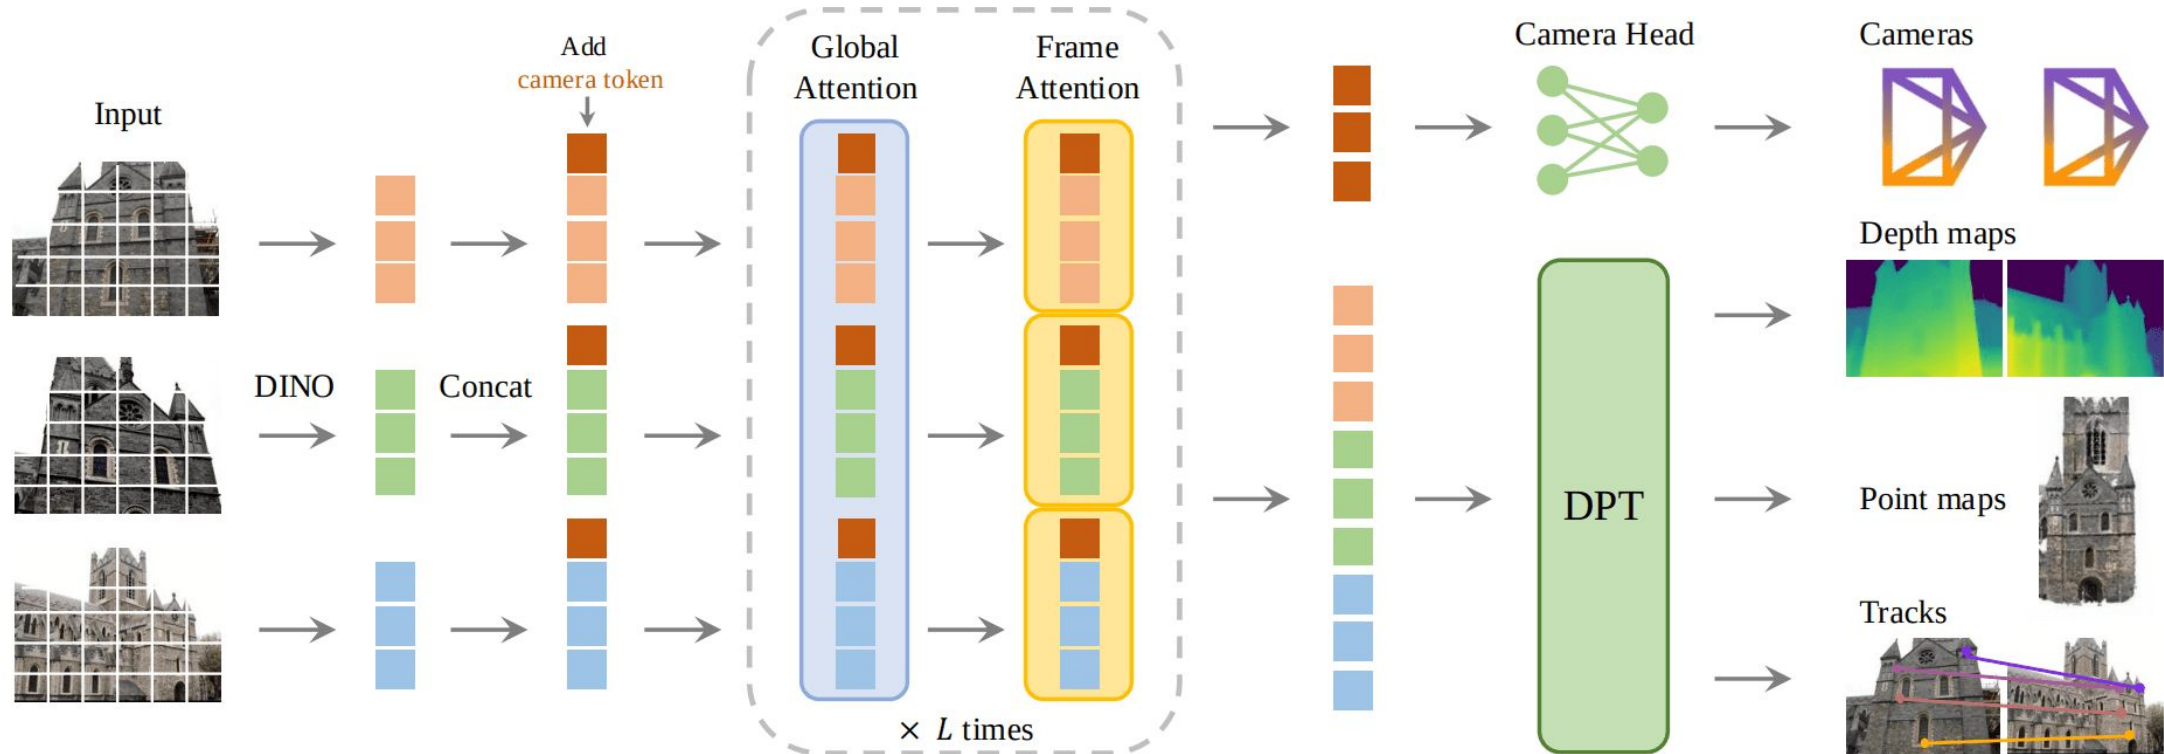 Input
DINO
Concat
Add
camera token
Global
Attention
Frame
Attention
× L times
Camera Head
DPT
Cameras
Depth maps
Point maps
Tracks